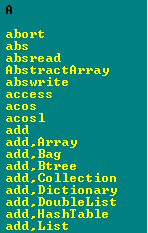 A
abort
abs
absread
AbstractArray
abswrite
access
acos
acosl
add
add,Array
add,Bag
add,Btree
add,Collection
add,Dictionary
add,DoubleList
add,HashTable
add,List